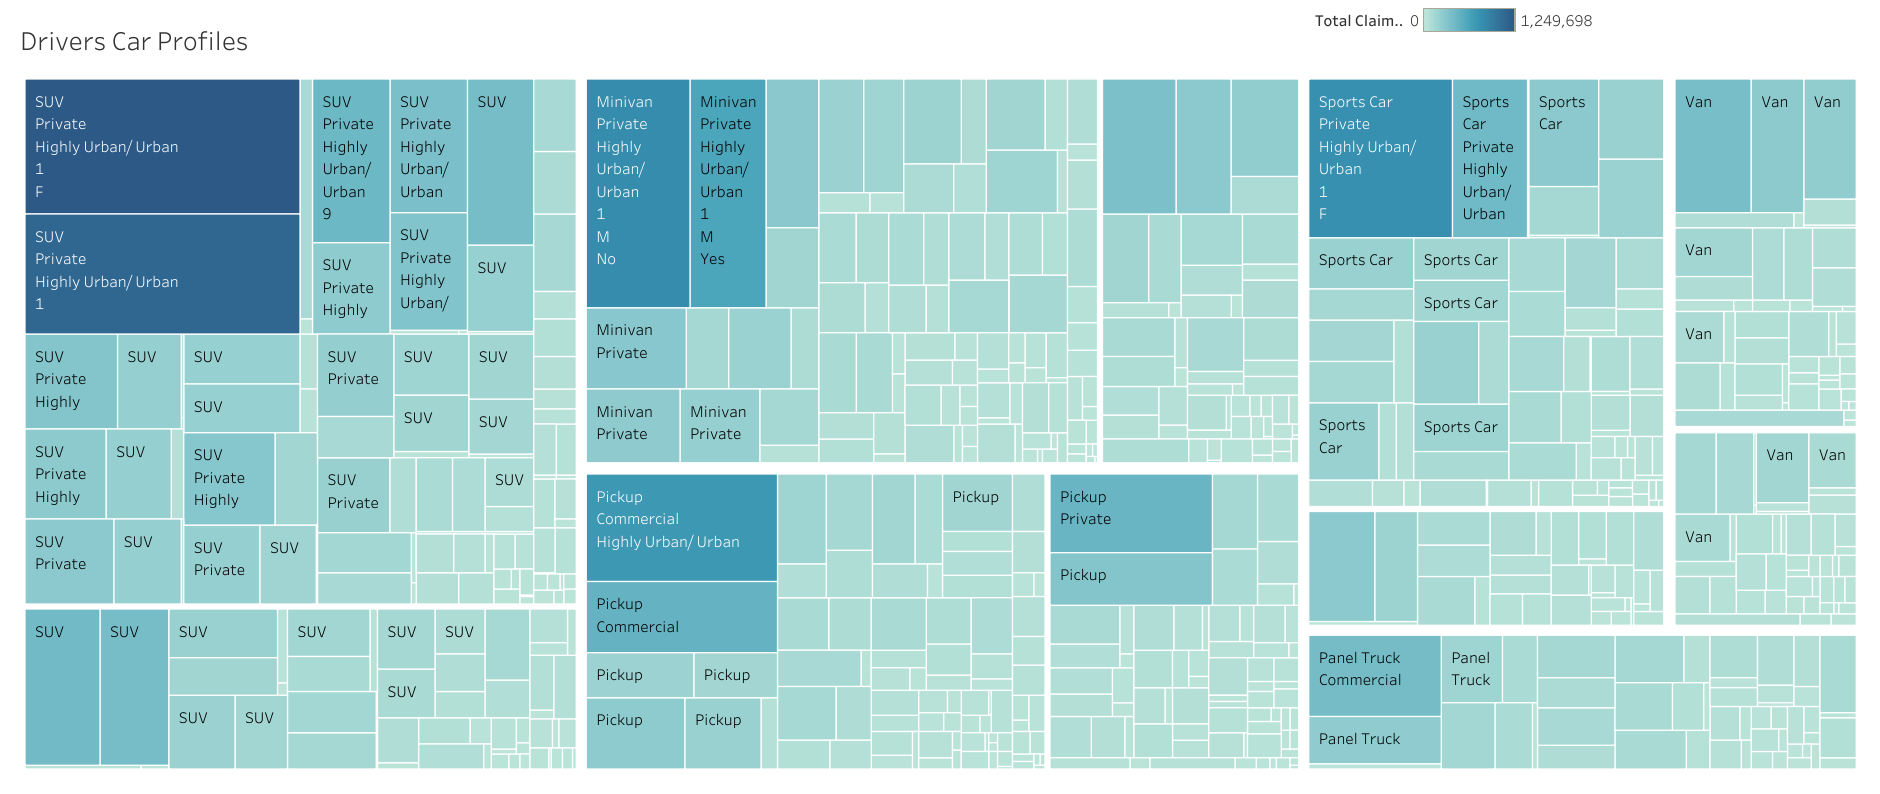 Total Claim.. 0 1,249,698
Drivers Car Profiles
SUV
Private
Highly Urban/ Urban
1
F
SUV
Private
Highly Urban/ Urban
1
SUV
Private
Highly
Urban/
Urban
9
SUV
Private
Highly
Urban/
Urban
SUV
SUV
Private
Highly
SUV
Private
Highly
Urban/
SUV
SUV
Private
Highly
SUV
SUV
SUV
SUV
Private
SUV
SUV
SUV
SUV
SUV
Private
Highly
SUV
SUV
Private
Highly
SUV
Private
SUV
SUV
Private
SUV
SUV
Private
SUV
SUV
SUV
SUV
SUV
SUV
SUV
SUV
SUV
SUV
Minivan
Private
Highly
Urban/
Urban
1
M
No
Minivan
Private
Highly
Urban/
Urban
1
M
Yes
Minivan
Private
Minivan
Private
Minivan
Private
Pickup
Commercial
Highly Urban/ Urban
Pickup
Commercial
Pickup
Pickup
Pickup
Pickup
Pickup
Pickup
Private
Pickup
Sports Car
Private
Highly Urban/
Urban
1
F
Sports
Car
Private
Highly
Urban/
Urban
Sports
Car
Sports Car
Sports Car
Sports Car
Sports
Car
Sports Car
Van
Van
Van
Van
Van
Van
Van
Van
Panel Truck
Commercial
Panel
Truck
Panel Truck